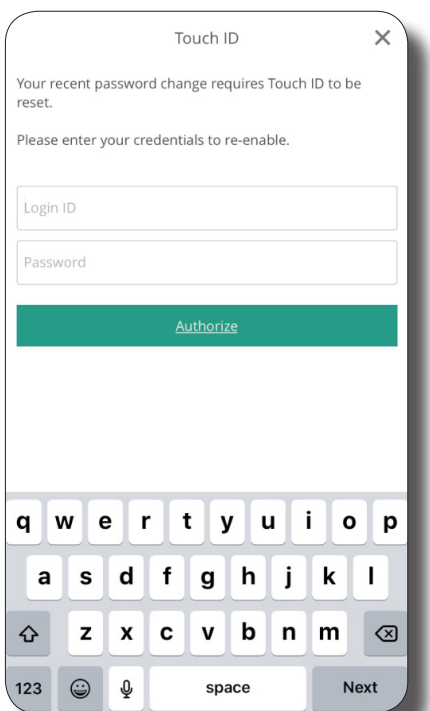 Touch ID
Your recent password change requires Touch ID to be
reset.
Please enter your credentials to re-enable.
Login ID
Password
Authorize
q w e r t y u i o p
a s d f g h j k l
z x c v b n m
123 space Next